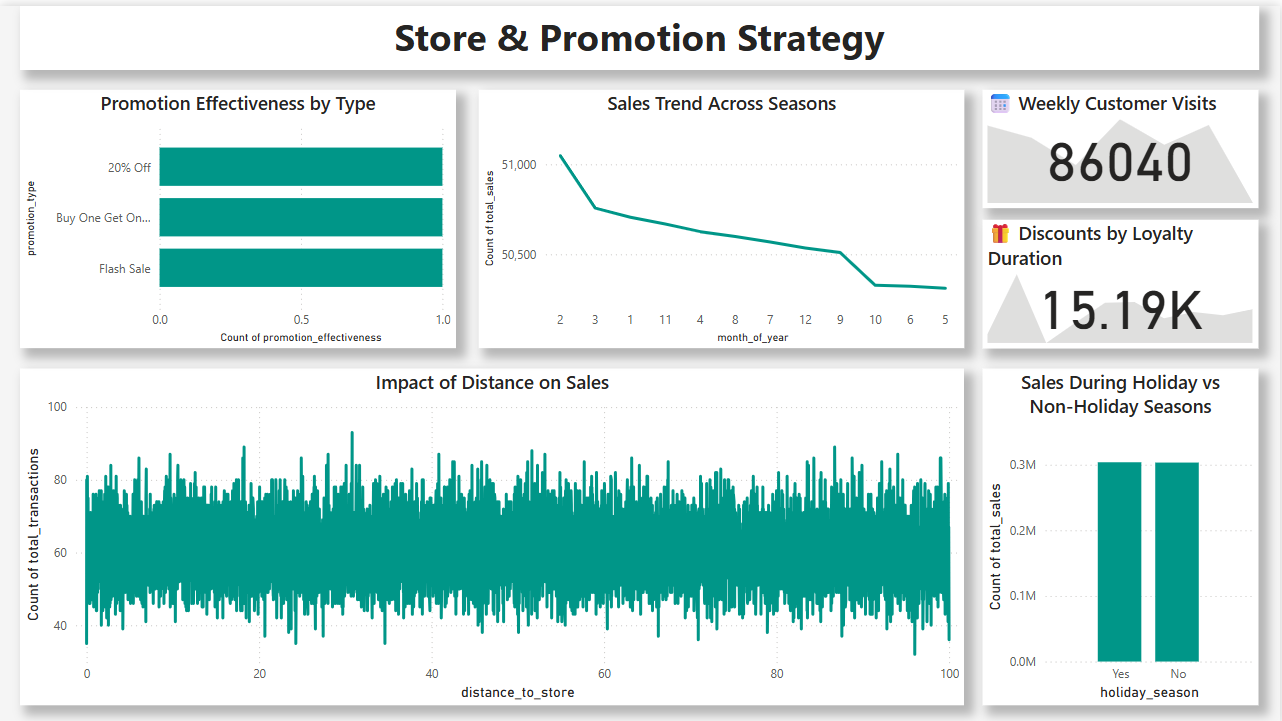 Store & Promotion Strategy
Promotion Effectiveness by Type
promotion_type
20% Off
Buy One Get On...
Flash Sale
0.0 0.5 1.0
Count of promotion_effectiveness
Sales Trend Across Seasons
Count of total_sales
51,000
50,500
2 3 1 11 4 8 7 12 9 10 6 5
month_of_year
Weekly Customer Visits
86040
Discounts by Loyalty
Duration
15.19K
Impact of Distance on Sales
Count of total_transactions
100
80
60
40
0 20 40 60 80 100
distance_to_store
Sales During Holiday vs
Non-Holiday Seasons
Count of total_sales
0.3M
0.2M
0.1M
0.0M
Yes No
holiday_season